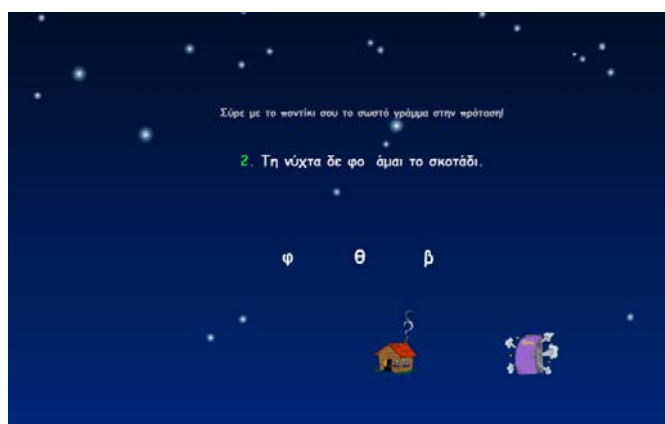 Σύρε με το ποντίκι σου το σωστό γράμμα στην πρόταση!
2. Τη νύχτα δε φο άμαι το σκοτάδι.
φ θ β